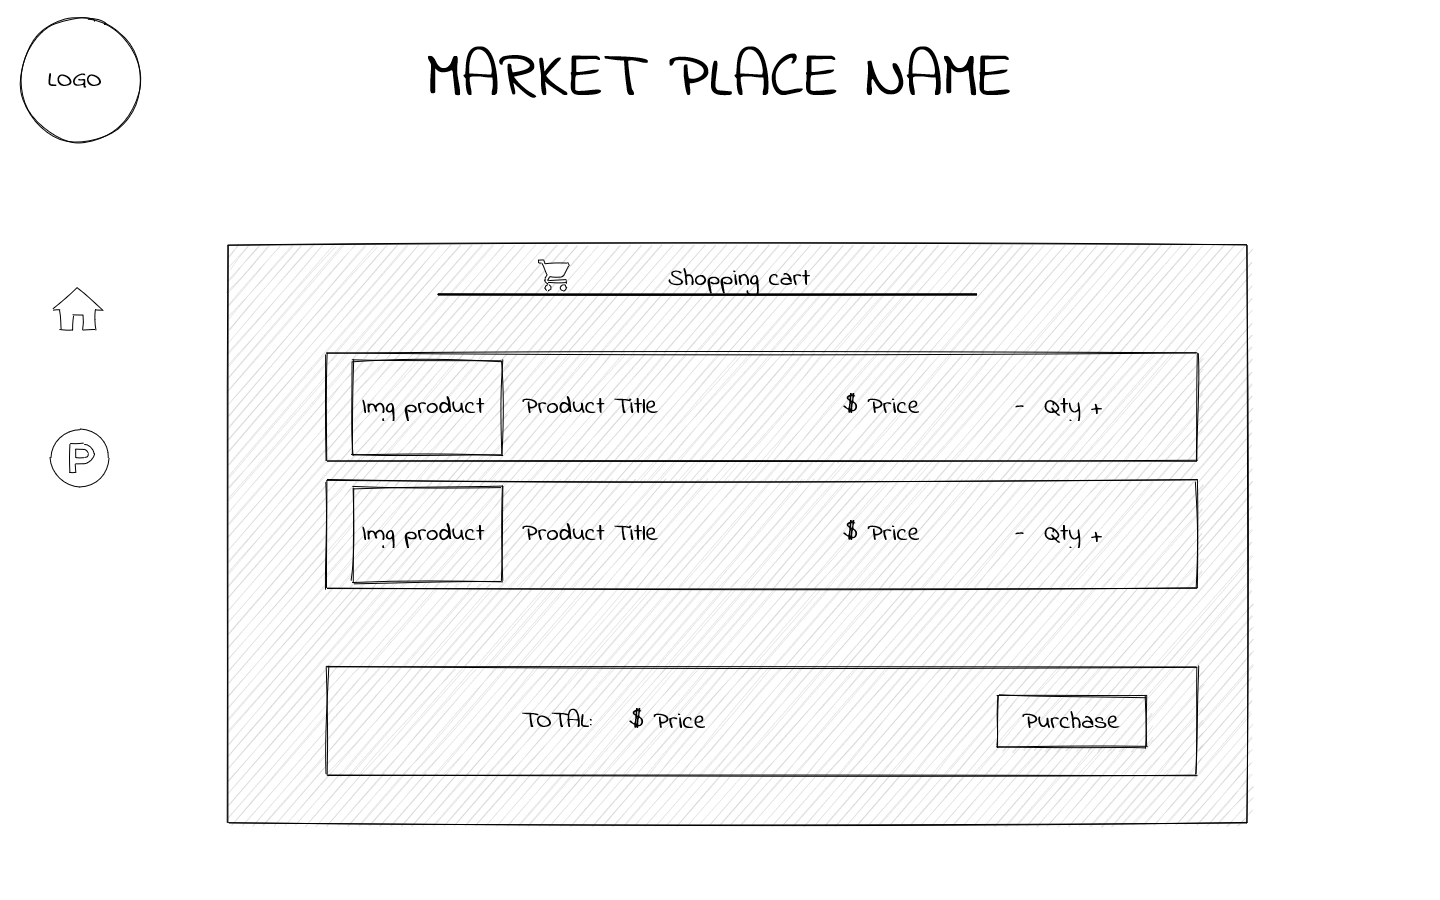 LOGO
MARKET PLACE NAME
Shopping cart
Img product Product Title $ Price - Qty +
P
Img product Product Title $ Price - Qty +
TOTAL: $ Price Purchase